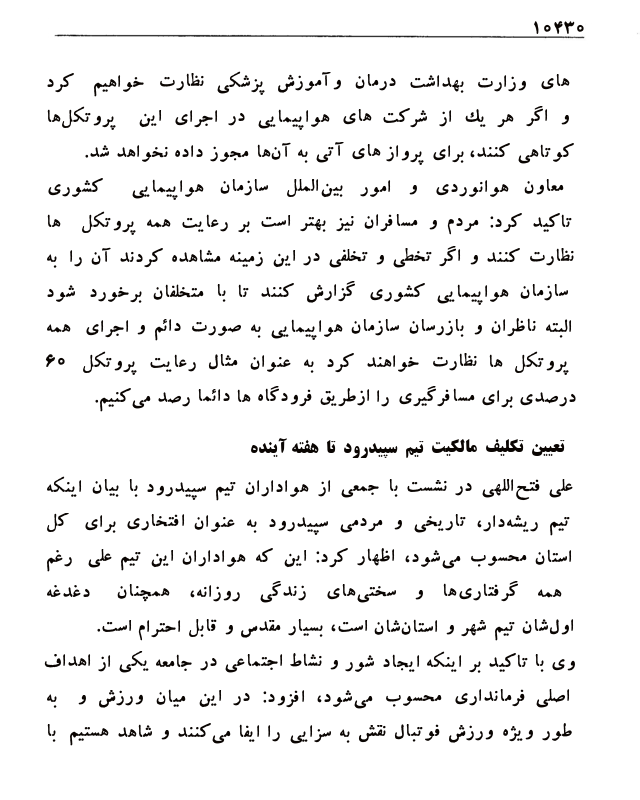 ۱۰۴۳۰
های وزارت بهداشت درمان و آموزش پزشکی نظارت خواهیم کرد
و اگر هر یك از شرکت های هواپیمایی در اجرای این پروتکل‌ها
کوتاهی کنند، برای پرواز های آتی به آن‌ها مجوز داده نخواهد شد.
معاون هوانوردی و امور بین‌الملل سازمان هواپیمایی کشوری
تاکید کرد: مردم و مسافران نیز بهتر است بر رعایت همه پروتکل ها
نظارت کنند و اگر تخطی و تخلفی در این زمینه مشاهده کردند آن را به
سازمان هواپیمایی کشوری گزارش کنند تا با متخلفان برخورد شود
البته ناظران و بازرسان سازمان هواپیمایی به صورت دائم و اجرای همه
پروتکل ها نظارت خواهند کرد به عنوان مثال رعایت پروتکل ۶۰
درصدی برای مسافرگیری را ازطریق فرودگاه ها دائما رصد می‌کنیم.
تعیین تکلیف مالکیت تیم سپیدرود تا هفته آینده
علی فتح‌اللهی در نشست با جمعی از هواداران تیم سپیدرود با بیان اینکه
تیم ریشه‌دار، تاریخی و مردمی سپیدرود به عنوان افتخاری برای کل
استان محسوب می‌شود، اظهار کرد: این که هواداران این تیم علی رغم
همه گرفتاری‌ها و سختی‌های زندگی روزانه، همچنان دغدغه
اول‌شان تیم شهر و استان‌شان است، بسیار مقدس و قابل احترام است.
وی با تاکید بر اینکه ایجاد شور و نشاط اجتماعی در جامعه یکی از اهداف
اصلی فرمانداری محسوب می‌شود، افزود: در این میان ورزش و به
طور ویژه ورزش فوتبال نقش به سزایی را ایفا می‌کنند و شاهد هستیم با